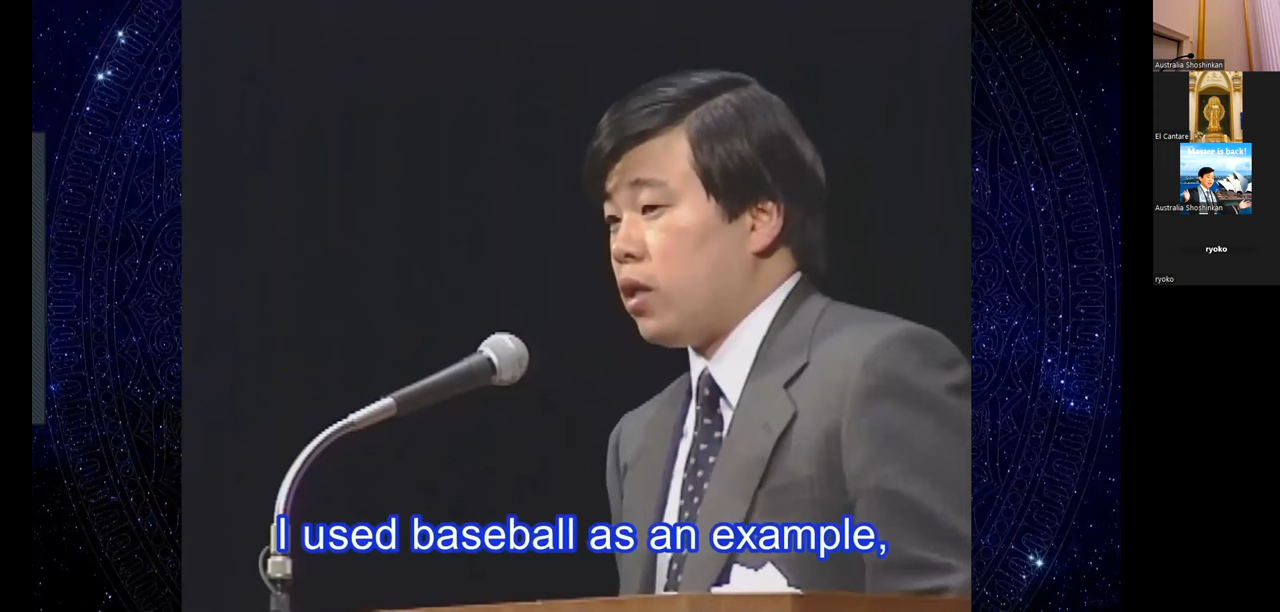 I used baseball as an example,
Australia Shoshinkan
El Cantare
Master is back!
Australia Shoshinkan
ryoko
ryoko